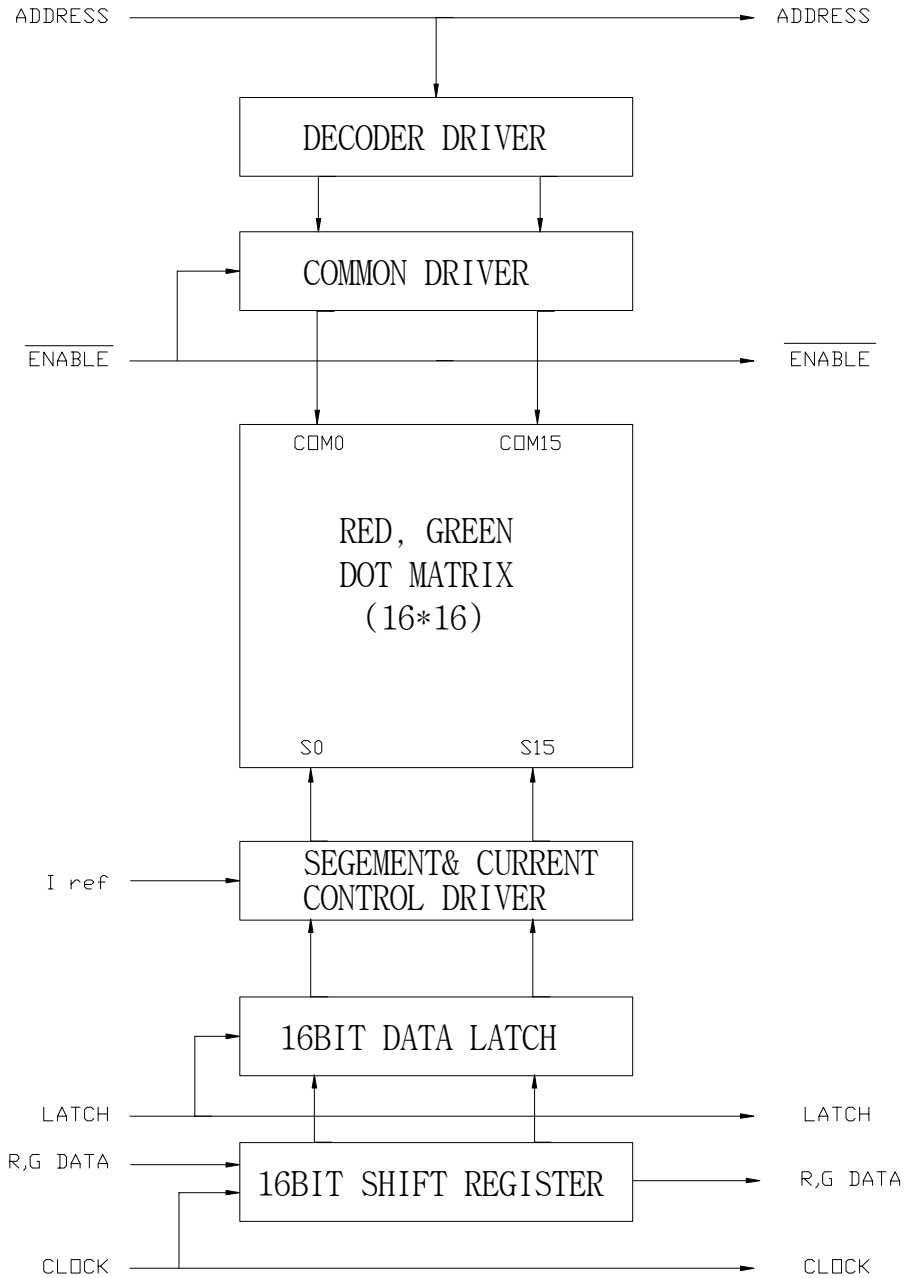 ADDRESS ADDRESS
DECODER DRIVER
COMMON DRIVER
ENABLE ENABLE
COM0 COM15
RED, GREEN
DOT MATRIX
(16*16)
S0 S15
SEGEMENT& CURRENT
I ref
CONTROL DRIVER
16BIT DATA LATCH
LATCH LATCH
R,G DATA
16BIT SHIFT REGISTER
R,G DATA
CLOCK CLOCK